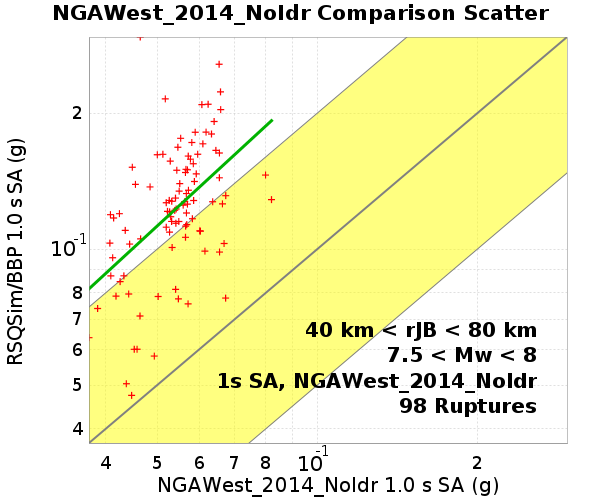 NGAWest_2014_NoIdr Comparison Scatter
RSQSim/BBP 1.0 s SA (g)
2
10-1
8
7
6
5
4
40 km < rJB < 80 km
7.5 < Mw < 8
1s SA, NGAWest_2014_NoIdr
98 Ruptures
4 5 6 7 8 10-1 2
NGAWest_2014_NoIdr 1.0 s SA (g)